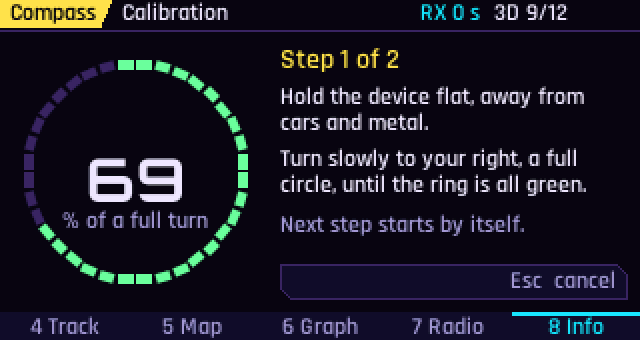 Compass Calibration RX 0 s 3D 9/12
Step 1 of 2
Hold the device flat, away from
cars and metal.
Turn slowly to your right, a full
circle, until the ring is all green.
69
% of a full turn
Next step starts by itself.
Esc cancel
4 Track 5 Map 6 Graph 7 Radio 8 Info